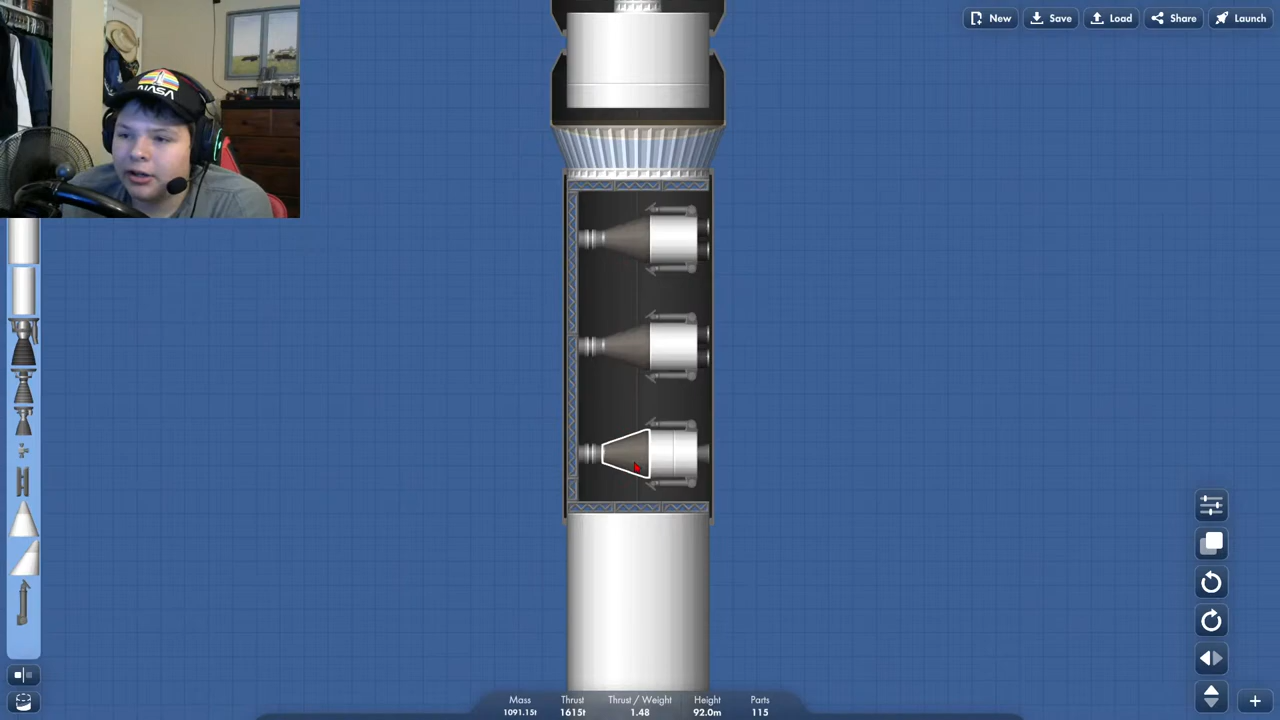 New Save Load Share Launch
NASA
Mass Thrust Thrust / Weight Height Parts
1091.15t 1615t 1.48 92.0m 115